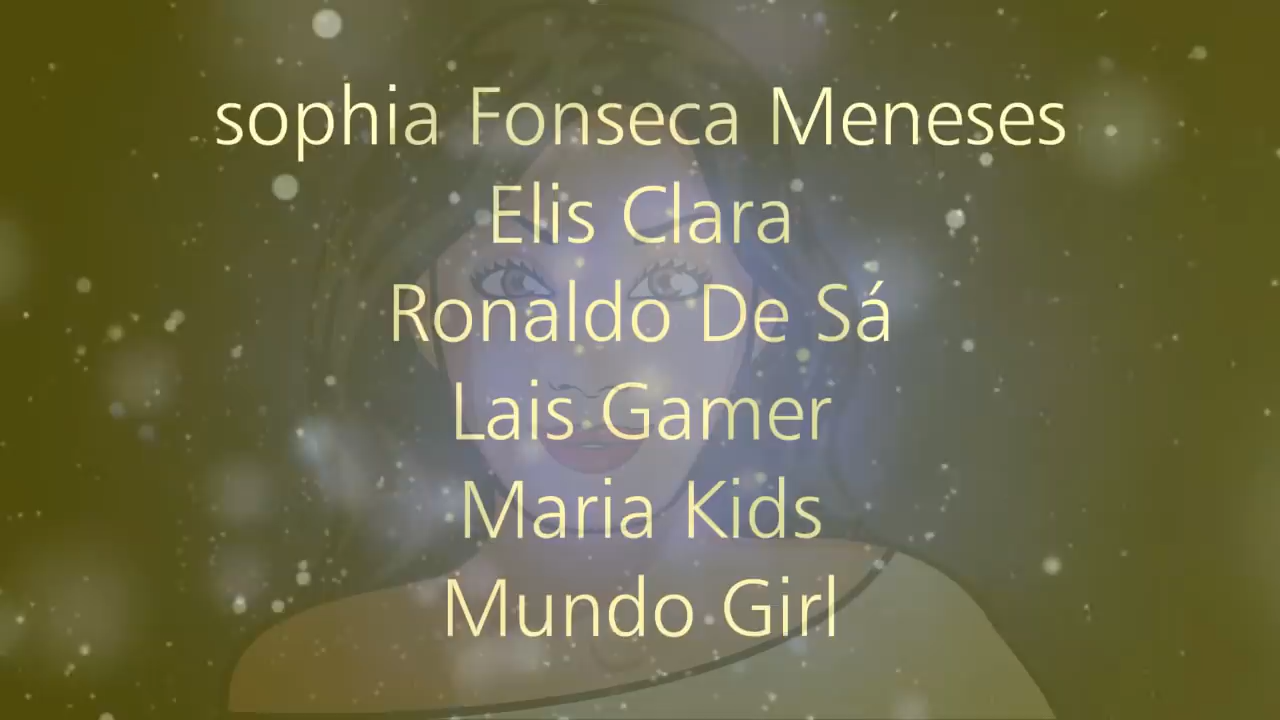 sophia Fonseca Meneses
Elis Clara
Ronaldo De Sá
Lais Gamer
Maria Kids
Mundo Girl